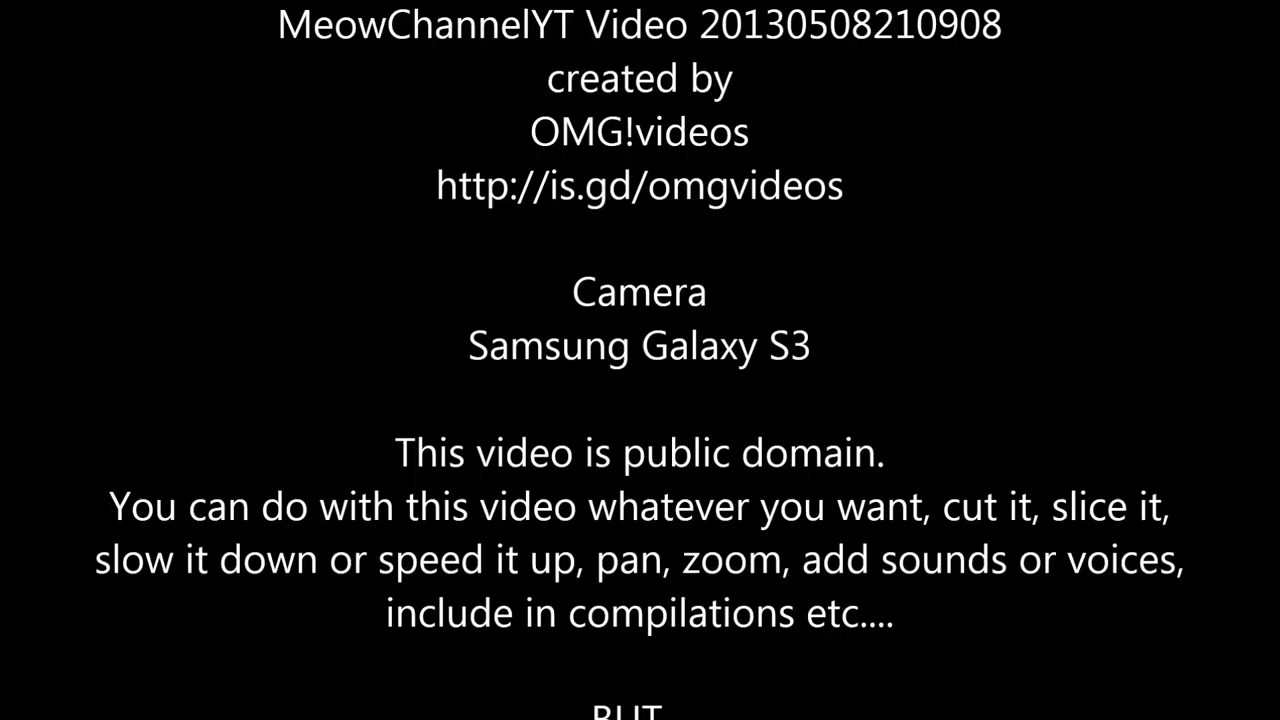 MeowChannelYT Video 20130508210908
created by
OMG!videos
http://is.gd/omgvideos
Camera
Samsung Galaxy S3
This video is public domain.
You can do with this video whatever you want, cut it, slice it,
slow it down or speed it up, pan, zoom, add sounds or voices,
include in compilations etc....
BUT